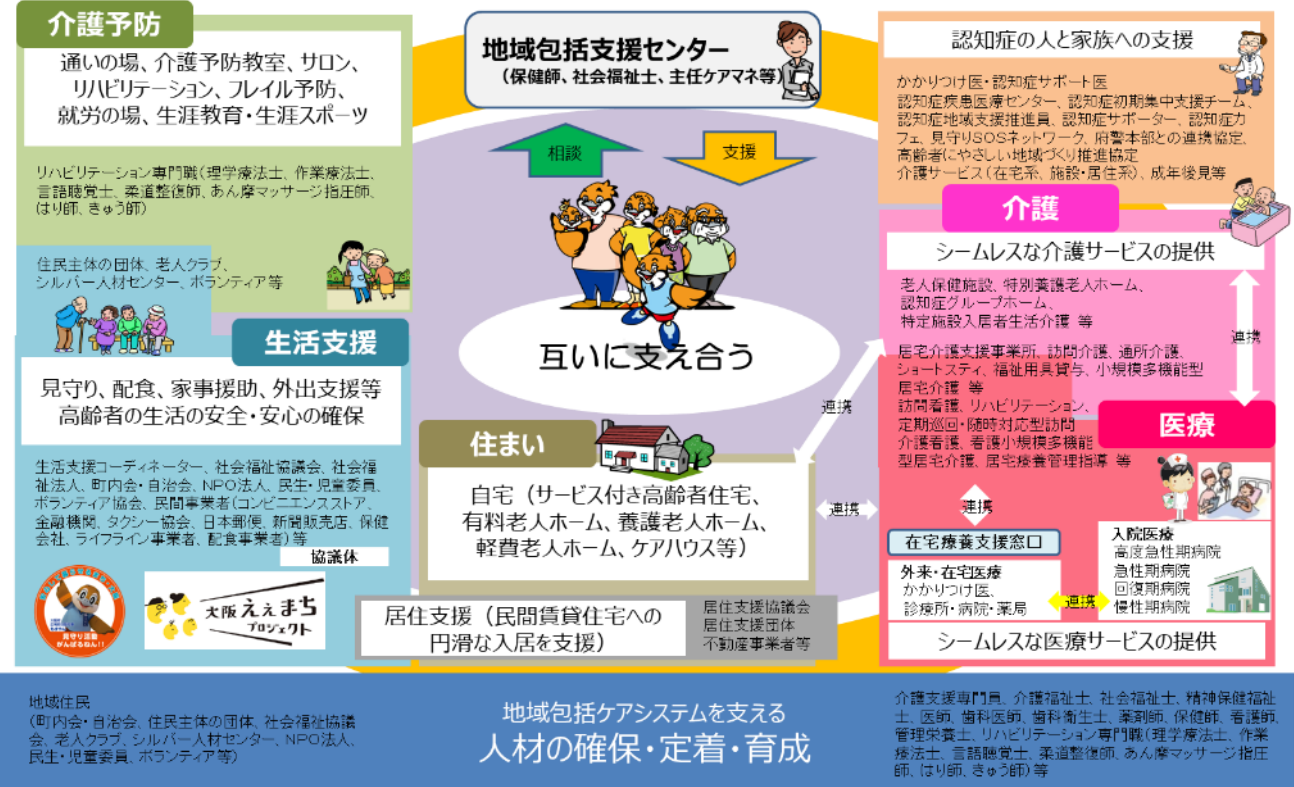 介護予防
通いの場、介護予防教室、サロン、
リハビリテーション、フレイル予防、
就労の場、生涯教育・生涯スポーツ
リハビリテーション専門職(理学療法士、作業療法士、
言語聴覚士、柔道整復師、あん摩マッサージ指圧師、
はり師、きゅう師)
住民主体の団体、老人クラブ、
シルバー人材センター、ボランティア等
生活支援
見守り、配食、家事援助、外出支援等
高齢者の生活の安全・安心の確保
生活支援コーディネーター、社会福祉協議会、社会福
祉法人、町内会・自治会、NPO法人、民生・児童委員、
ボランティア協会、民間事業者(コンビニエンスストア、
金融機関、タクシー協会、日本郵便、新聞販売店、保健
会社、ライフライン事業者、配食事業者)等
協議体
見守り活動
がんばるねん!!
大阪ええまち
プロジェクト
地域包括支援センター
(保健師、社会福祉士、主任ケアマネ等)
相談
支援
互いに支え合う
連携
住まい
自宅(サービス付き高齢者住宅、
有料老人ホーム、養護老人ホーム、
軽費老人ホーム、ケアハウス等)
連携
居住支援(民間賃貸住宅への
円滑な入居を支援)
居住支援協議会
居住支援団体
不動産事業者等
認知症の人と家族への支援
かかりつけ医・認知症サポート医
認知症疾患医療センター、認知症初期集中支援チーム、
認知症地域支援推進員、認知症サポーター、認知症カ
フェ、見守りSOSネットワーク、府警本部との連携協定、
高齢者にやさしい地域づくり推進協定
介護サービス(在宅系、施設・居住系)、成年後見等
介護
シームレスな介護サービスの提供
老人保健施設、特別養護老人ホーム、
認知症グループホーム、
特定施設入居者生活介護 等
連携
居宅介護支援事業所、訪問介護、通所介護、
ショートスティ、福祉用具貸与、小規模多機能型
居宅介護 等
訪問看護、リハビリテーション、
定期巡回・随時対応型訪問
介護看護、看護小規模多機能
型居宅介護、居宅療養管理指導 等
医療
連携
在宅療養支援窓口
外来・在宅医療
かかりつけ医、
診療所・病院・薬局
連携
入院医療
高度急性期病院
急性期病院
回復期病院
慢性期病院
シームレスな医療サービスの提供
地域住民
(町内会・自治会、住民主体の団体、社会福祉協議
会、老人クラブ、シルバー人材センター、NPO法人、
民生・児童委員、ボランティア等)
地域包括ケアシステムを支える
人材の確保・定着・育成
介護支援専門員、介護福祉士、社会福祉士、精神保健福祉
士、医師、歯科医師、歯科衛生士、薬剤師、保健師、看護師、
管理栄養士、リハビリテーション専門職(理学療法士、作業
療法士、言語聴覚士、柔道整復師、あん摩マッサージ指圧
師、はり師、きゅう師)等